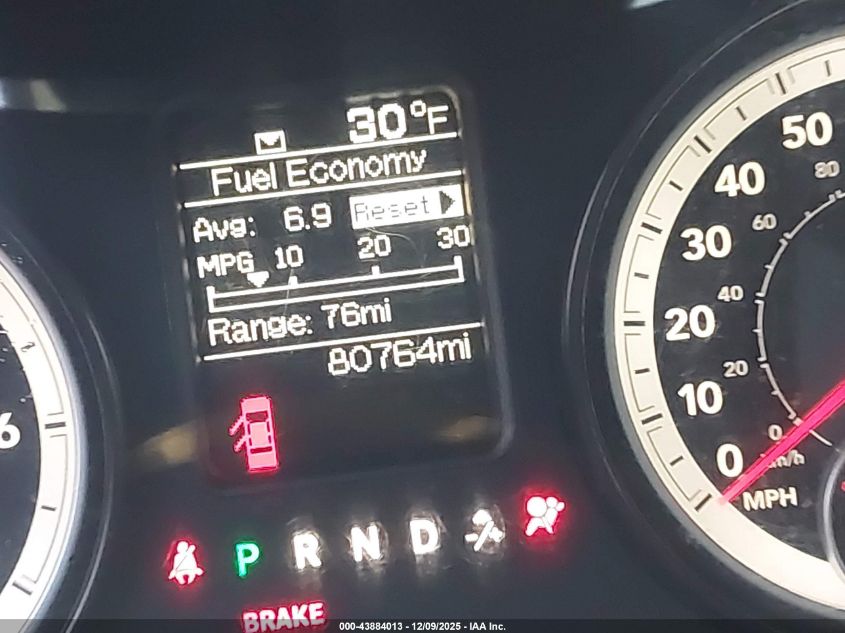 30°F
Fuel Economy
Avg: 6.9 Reset
MPG 10 20 30
Range: 76mi
80764mi
P R N D
BRAKE
6
50
40
30
20
10
0
MPH
80
60
40
20
0
km/h
000-43884013 - 12/09/2025 - IAA Inc.